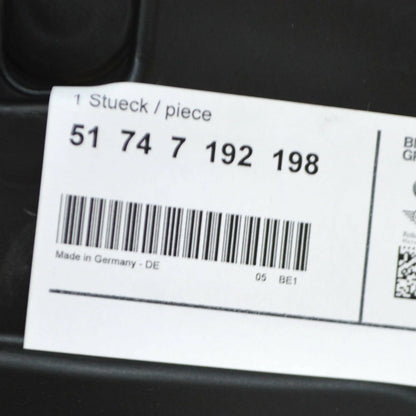 1 Stueck / piece
51 74 7 192 198
Made in Germany - DE
05 BE1